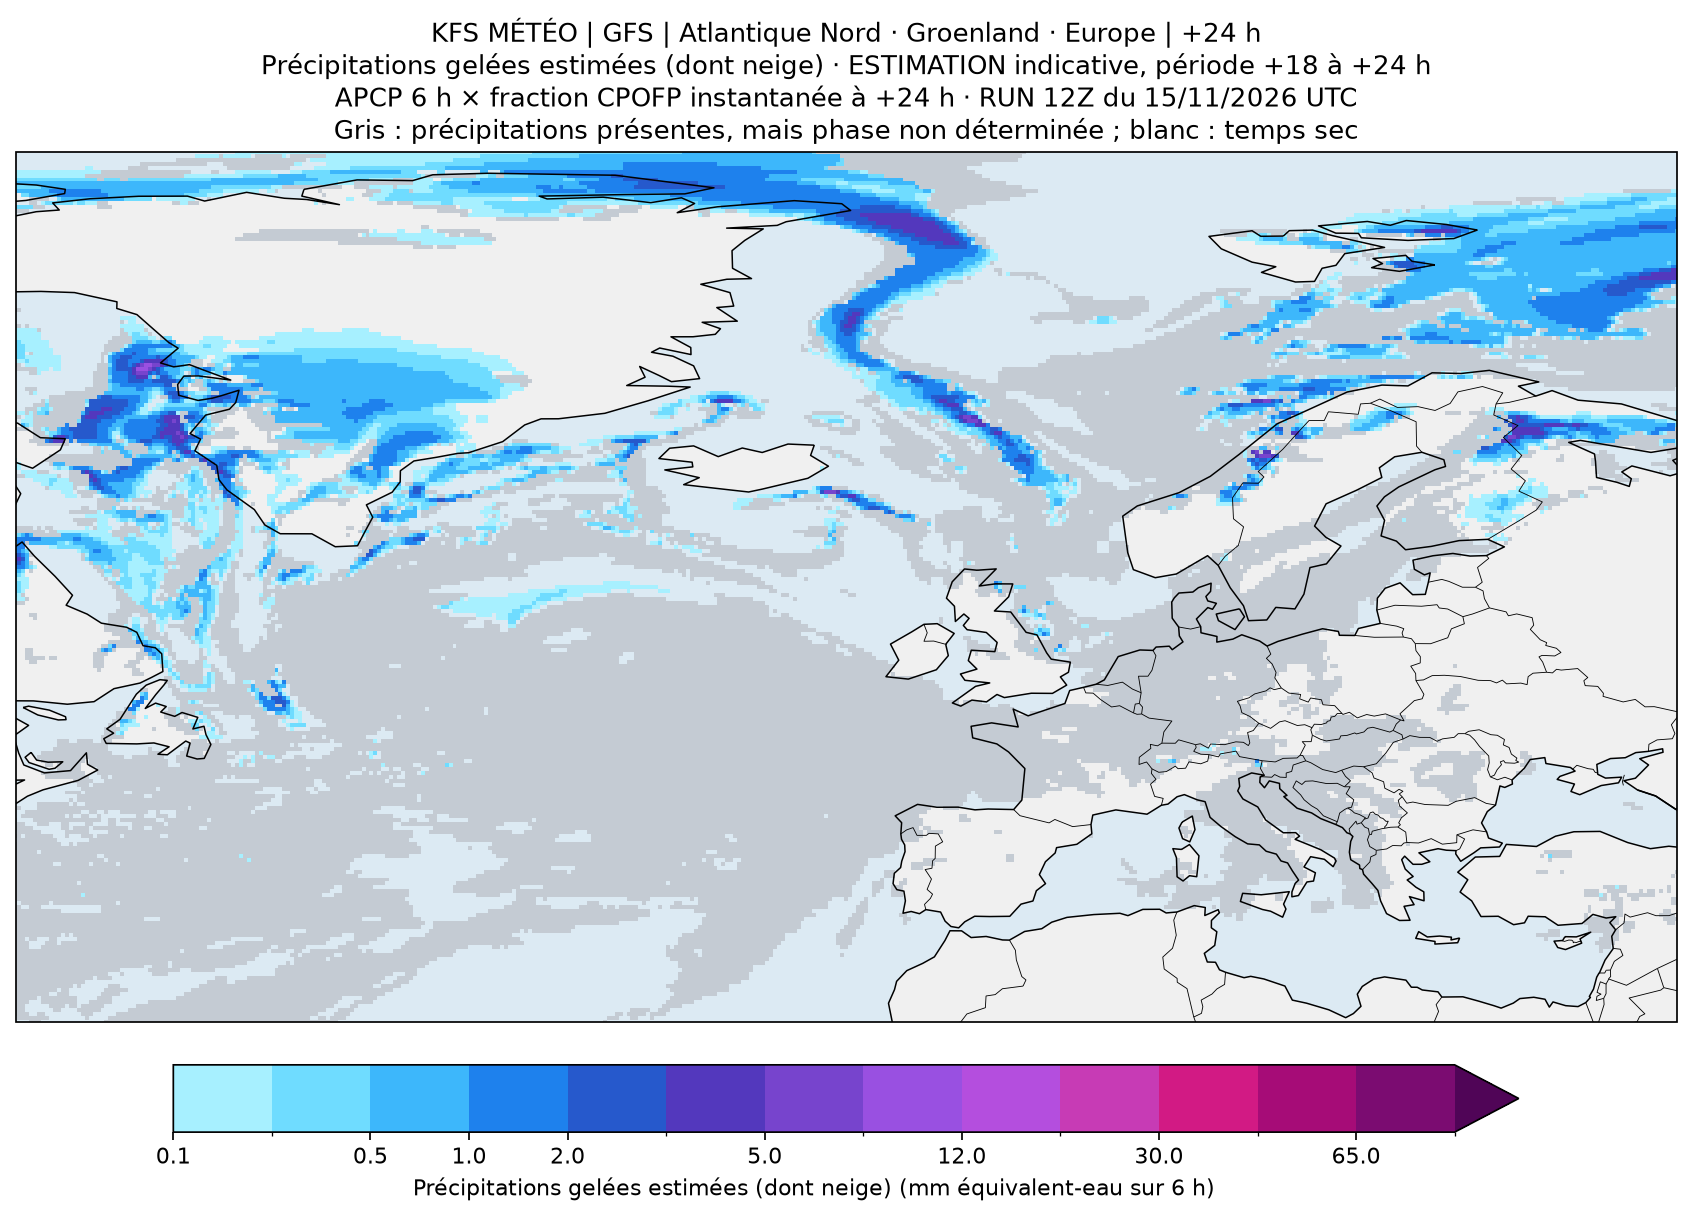 KFS MÉTÉO | GFS | Atlantique Nord · Groenland · Europe | +24 h
Précipitations gelées estimées (dont neige) · ESTIMATION indicative, période +18 à +24 h
APCP 6 h × fraction CPOFP instantanée à +24 h · RUN 12Z du 15/11/2026 UTC
Gris : précipitations présentes, mais phase non déterminée ; blanc : temps sec
0.1 0.5 1.0 2.0 5.0 12.0 30.0 65.0
Précipitations gelées estimées (dont neige) (mm équivalent-eau sur 6 h)